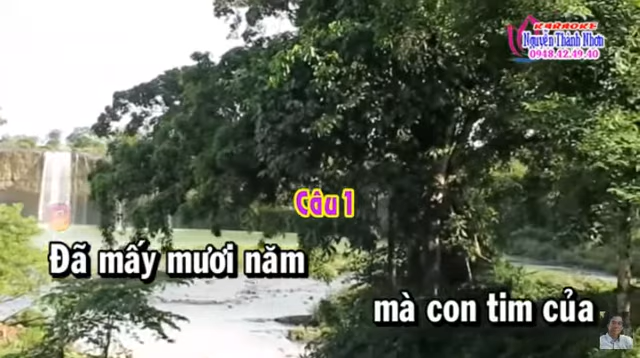 KARAOKE
Nguyễn Thành Nhơn
0948.42.49.40
Câu 1
Đã mấy mươi năm
mà con tim của